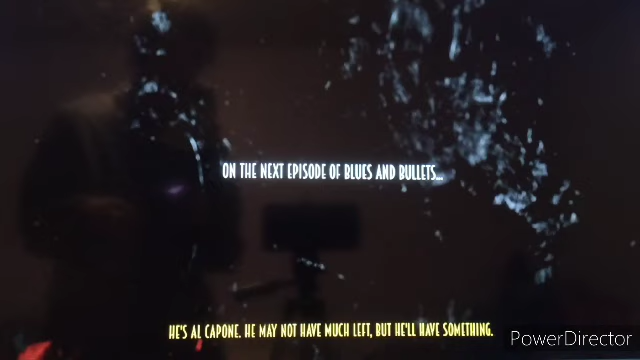 ON THE NEXT EPISODE OF BLUES AND BULLETS...
HE'S AL CAPONE. HE MAY NOT HAVE MUCH LEFT, BUT HE'LL HAVE SOMETHING.
PowerDirector